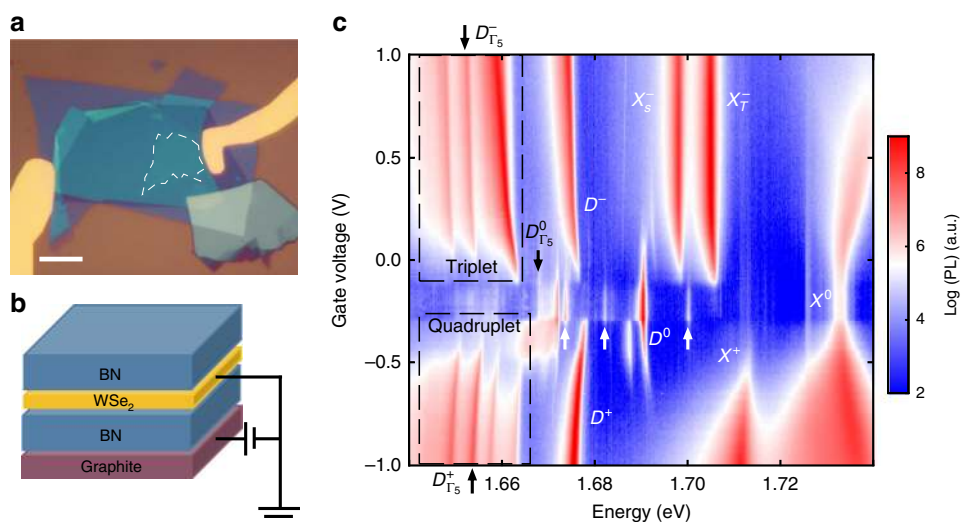 a
b
BN
WSe₂
BN
Graphite
c
D⁻Γ₅
1.0
0.5
0.0
−0.5
−1.0
Gate voltage (V)
X⁻s
X⁻T
D⁻
D⁰Γ₅
Triplet
Quadruplet
X⁰
D⁰
X⁺
D⁺
D⁺Γ₅
1.66
1.68
1.70
1.72
Energy (eV)
8
6
4
2
Log (PL) (a.u.)